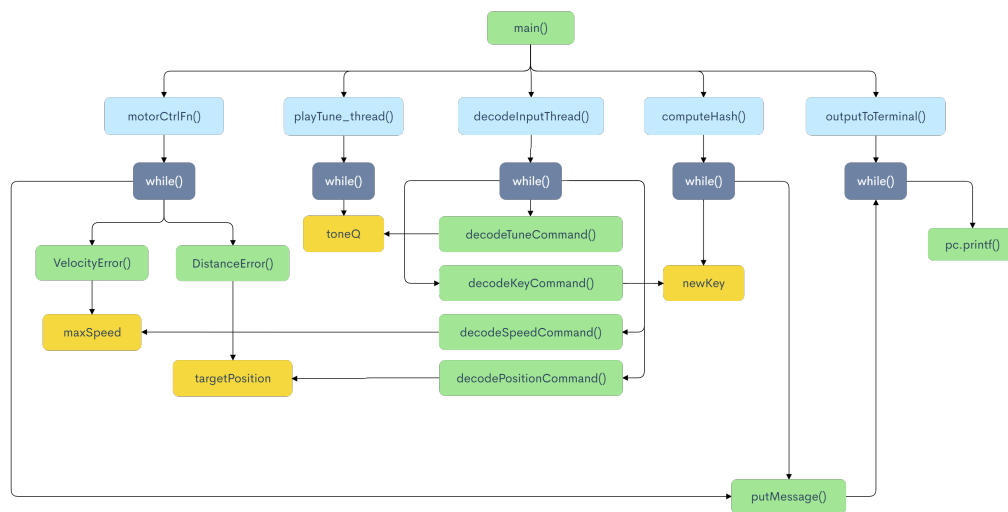 main()
motorCtrlFn()
playTune_thread()
decodeInputThread()
computeHash()
outputToTerminal()
while()
while()
while()
while()
while()
toneQ
decodeTuneCommand()
pc.printf()
VelocityError()
DistanceError()
decodeKeyCommand()
newKey
maxSpeed
decodeSpeedCommand()
targetPosition
decodePositionCommand()
putMessage()